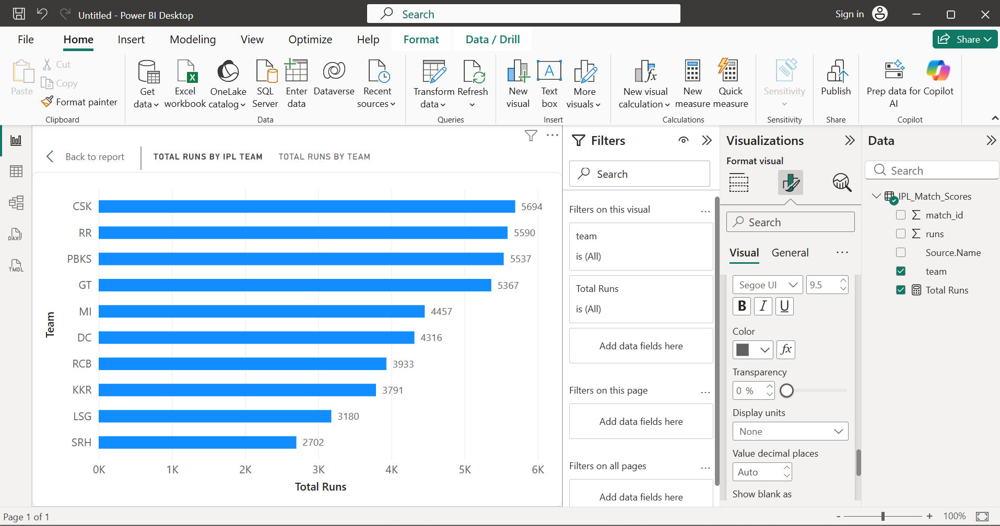 Untitled - Power BI Desktop
Search
Sign in
File
Home
Insert
Modeling
View
Optimize
Help
Format
Data / Drill
Share
Paste
Cut
Copy
Format painter
Clipboard
Get
data
Excel
workbook
OneLake
catalog
SQL
Server
Enter
data
Dataverse
Recent
sources
Data
Transform
data
Refresh
Queries
New
visual
Text
box
More
visuals
Insert
New visual
calculation
New
measure
Quick
measure
Calculations
Sensitivity
Sensitivity
Publish
Share
Prep data for
AI
Copilot
Copilot
DAX
TMDL
Back to report
TOTAL RUNS BY IPL TEAM
TOTAL RUNS BY TEAM
Team
CSK 5694
RR 5590
PBKS 5537
GT 5367
MI 4457
DC 4316
RCB 3933
KKR 3791
LSG 3180
SRH 2702
0K 1K 2K 3K 4K 5K 6K
Total Runs
Filters
Search
Filters on this visual
team
is (All)
Total Runs
is (All)
Add data fields here
Filters on this page
Add data fields here
Filters on all pages
Add data fields here
Visualizations
Format visual
Search
Visual
General
Segoe UI
9.5
B I U
Color
fx
Transparency
0 %
Display units
None
Value decimal places
Auto
Show blank as
Data
Search
IPL_Match_Scores
match_id
runs
Source.Name
team
Total Runs
Page 1 of 1
- + 100%